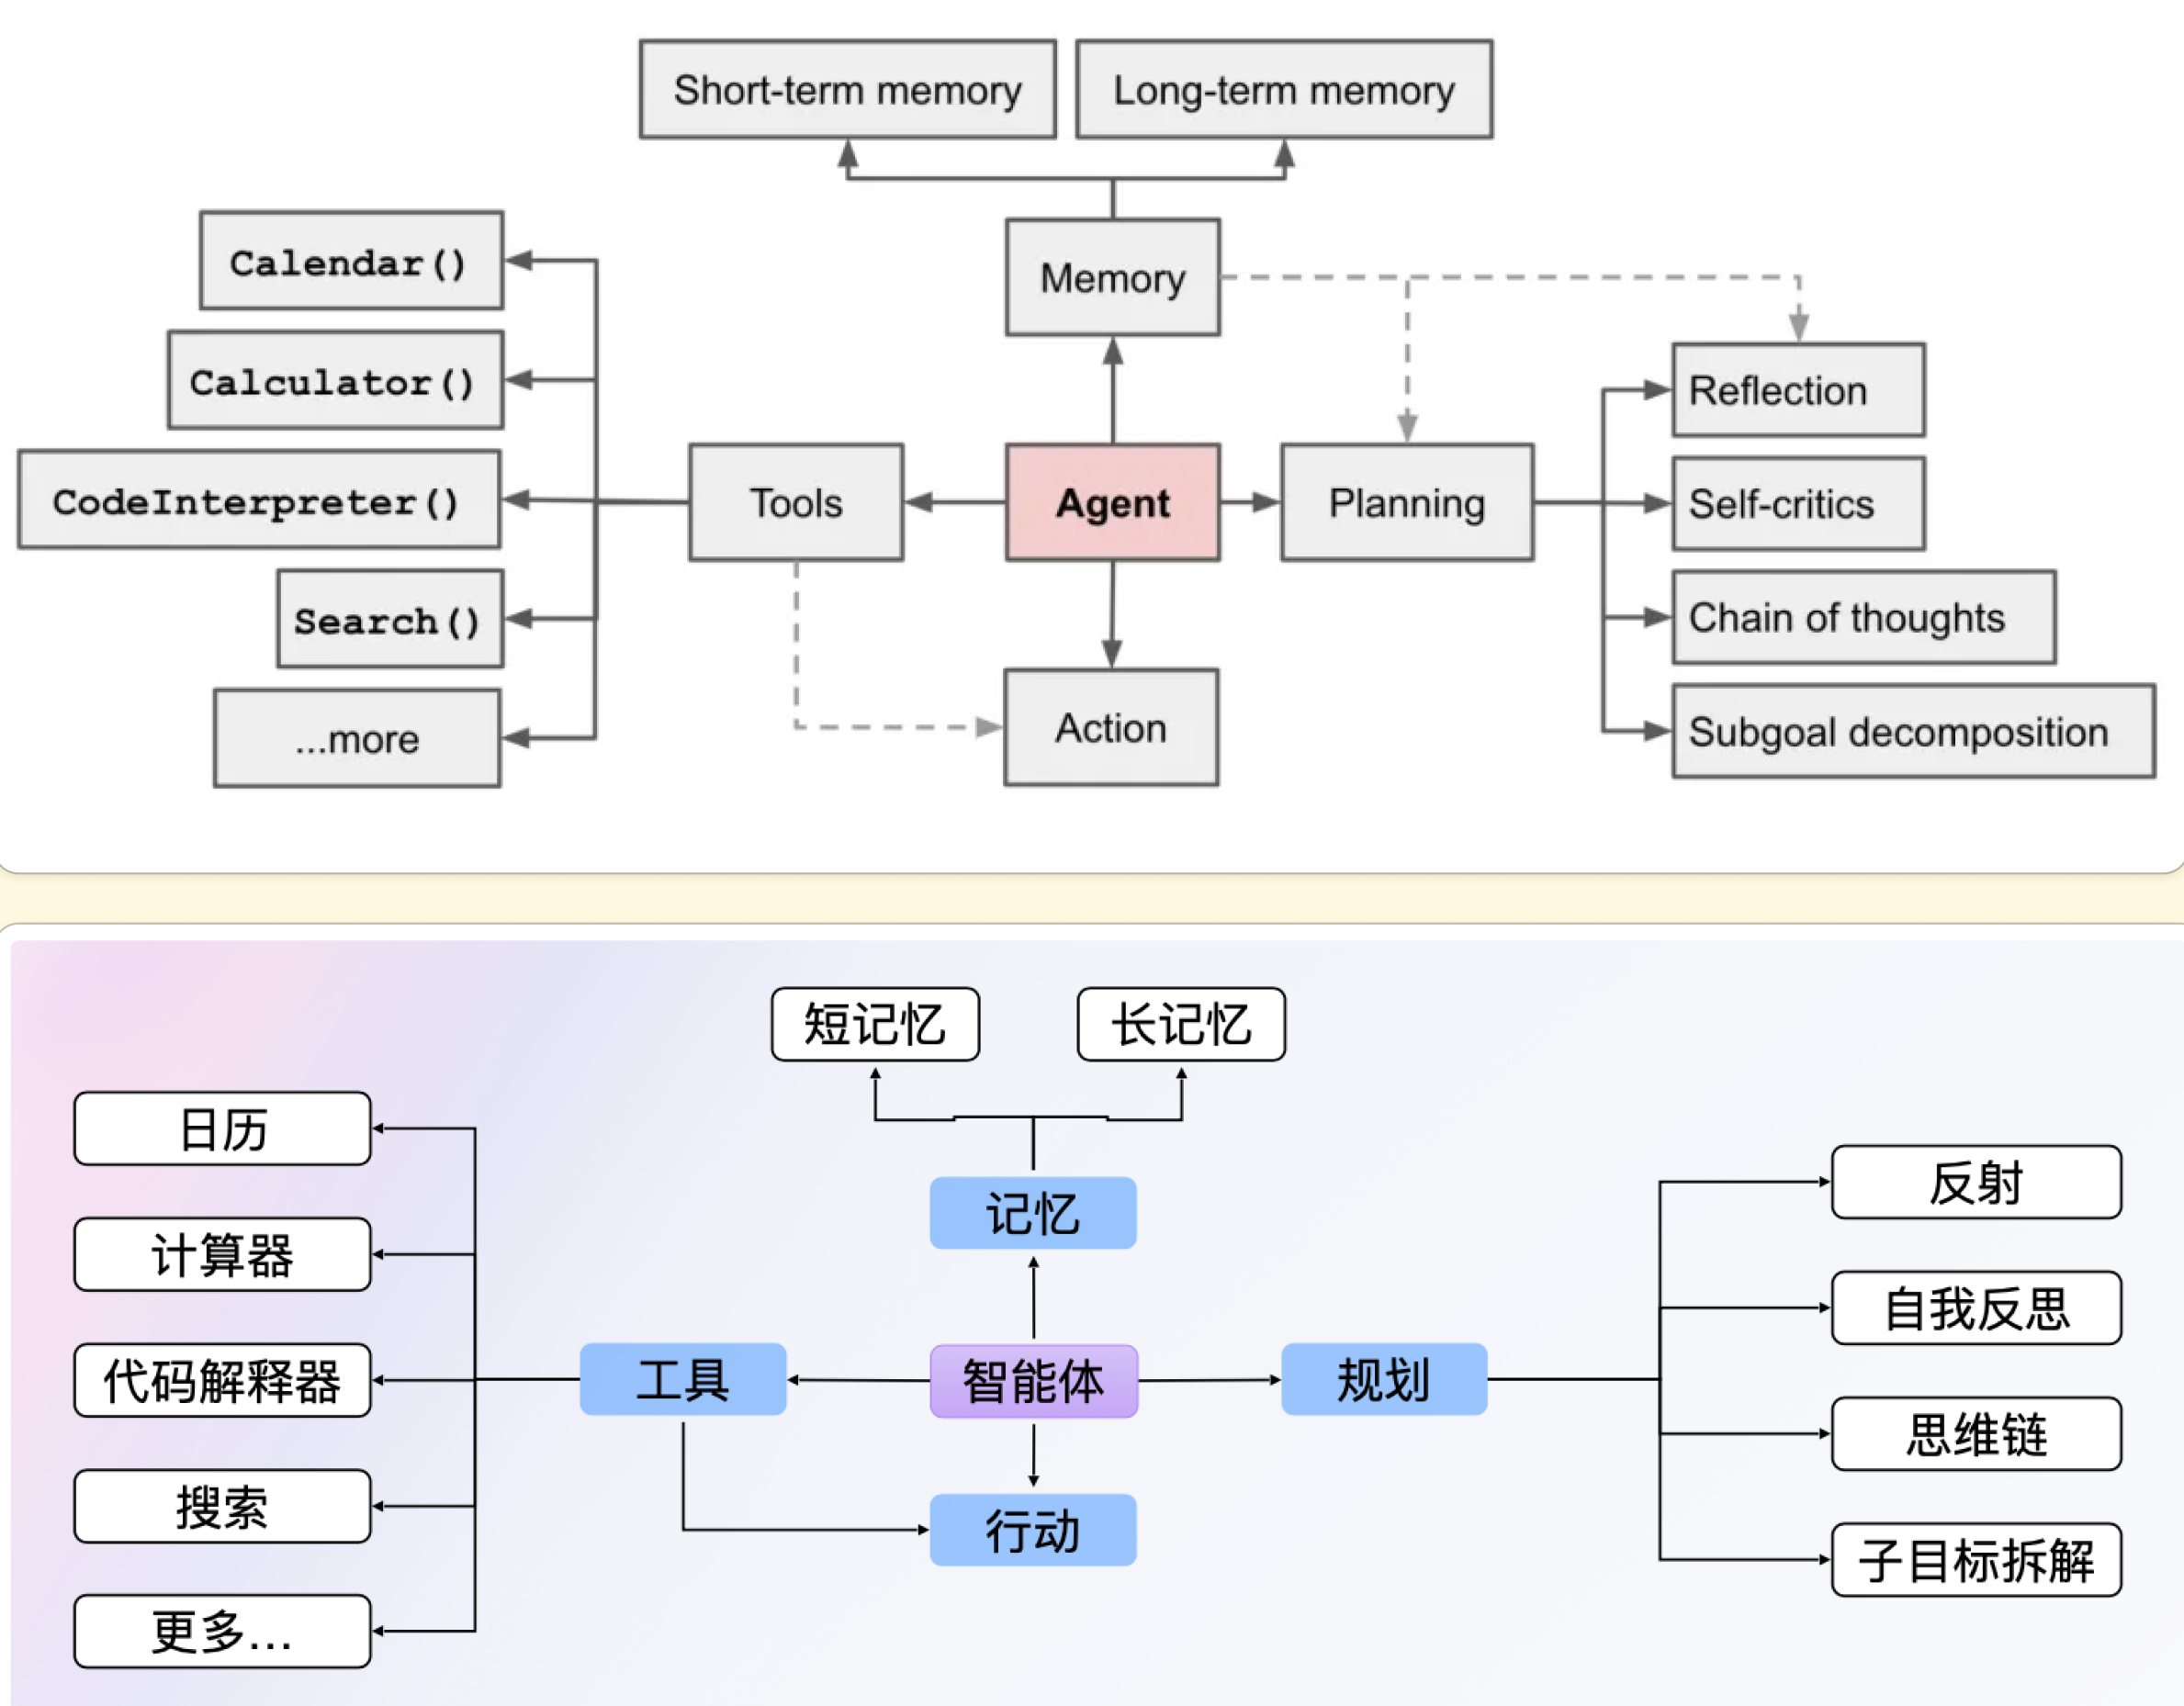 Short-term memory
Long-term memory
Calendar()
Calculator()
CodeInterpreter()
Search()
...more
Memory
Tools
Agent
Planning
Action
Reflection
Self-critics
Chain of thoughts
Subgoal decomposition
短记忆
长记忆
日历
计算器
代码解释器
搜索
更多...
记忆
工具
智能体
规划
行动
反射
自我反思
思维链
子目标拆解